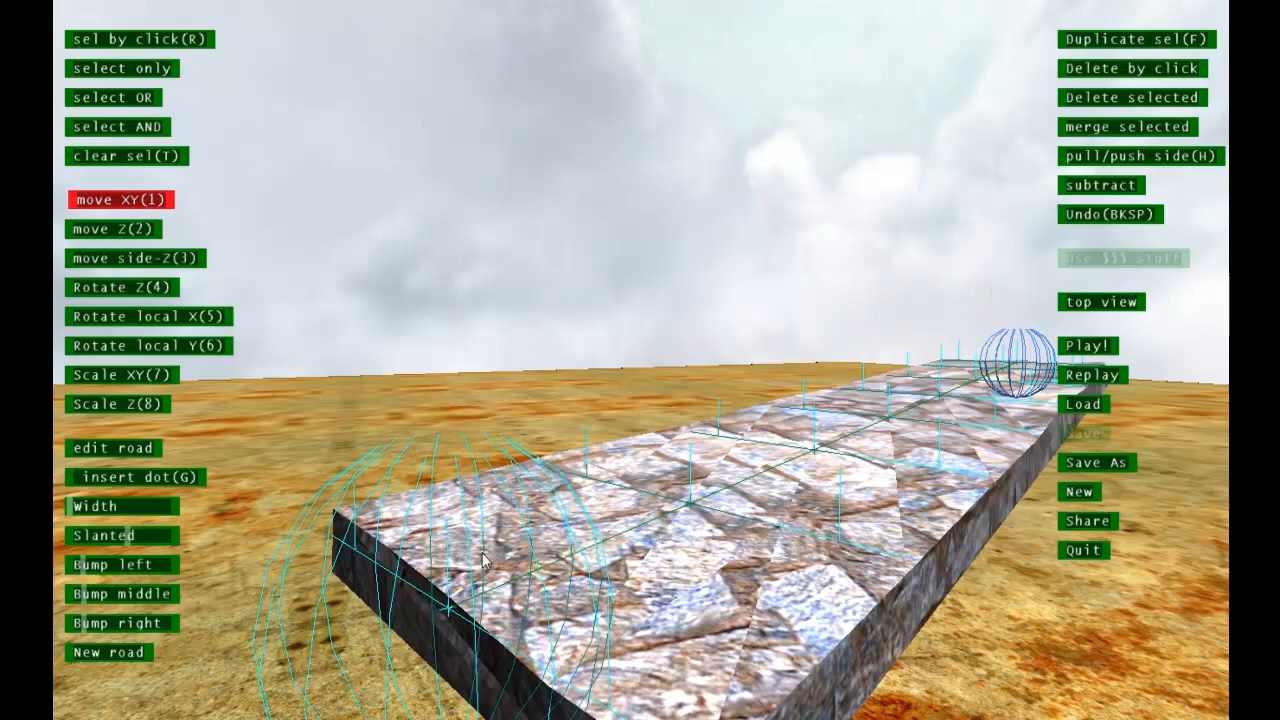 sel by click(R)
select only
select OR
select AND
clear sel(T)
move XY(1)
move Z(2)
move side-Z(3)
Rotate Z(4)
Rotate local X(5)
Rotate local Y(6)
Scale XY(7)
Scale Z(8)
edit road
insert dot(G)
Width
Slanted
Bump left
Bump middle
Bump right
New road
Duplicate sel(F)
Delete by click
Delete selected
merge selected
pull/push side(H)
subtract
Undo(BKSP)
Use $$$ stuff
top view
Play!
Replay
Load
Save
Save As
New
Share
Quit